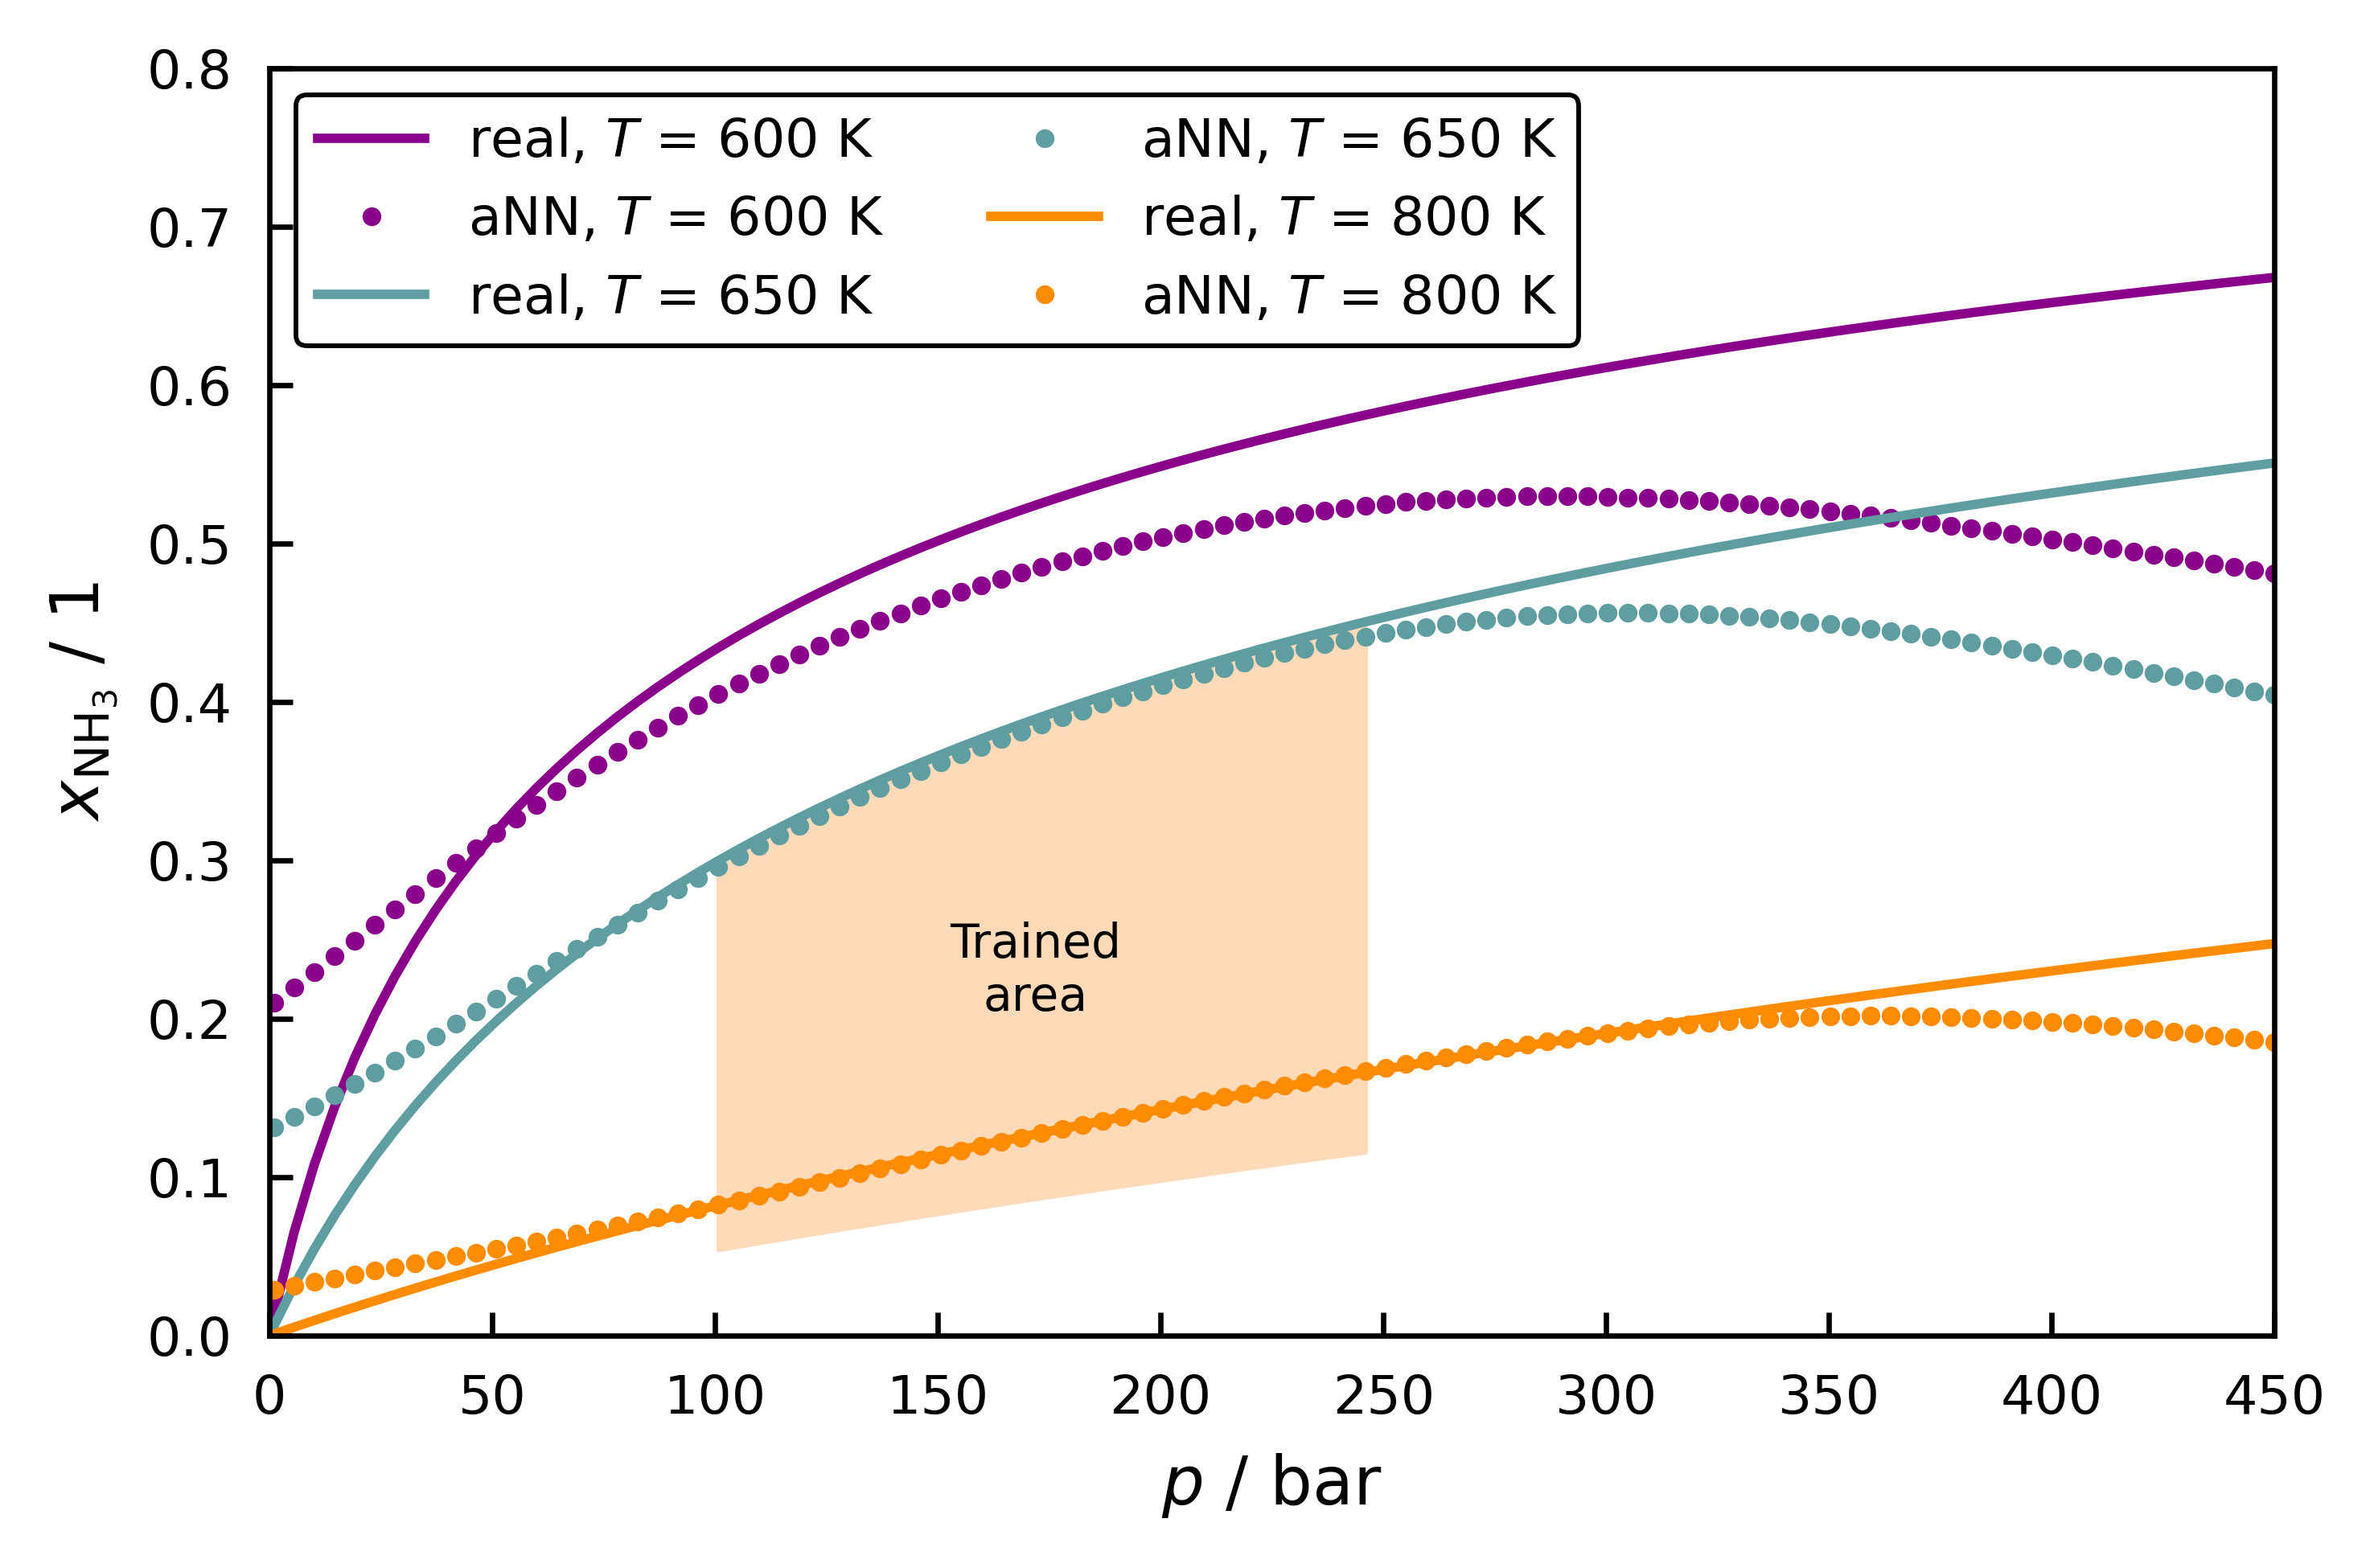 0.8
0.7
0.6
0.5
0.4
0.3
0.2
0.1
0.0
x_NH3 / 1
real, T = 600 K
aNN, T = 600 K
real, T = 650 K
aNN, T = 650 K
real, T = 800 K
aNN, T = 800 K
Trained
area
0 50 100 150 200 250 300 350 400 450
p / bar